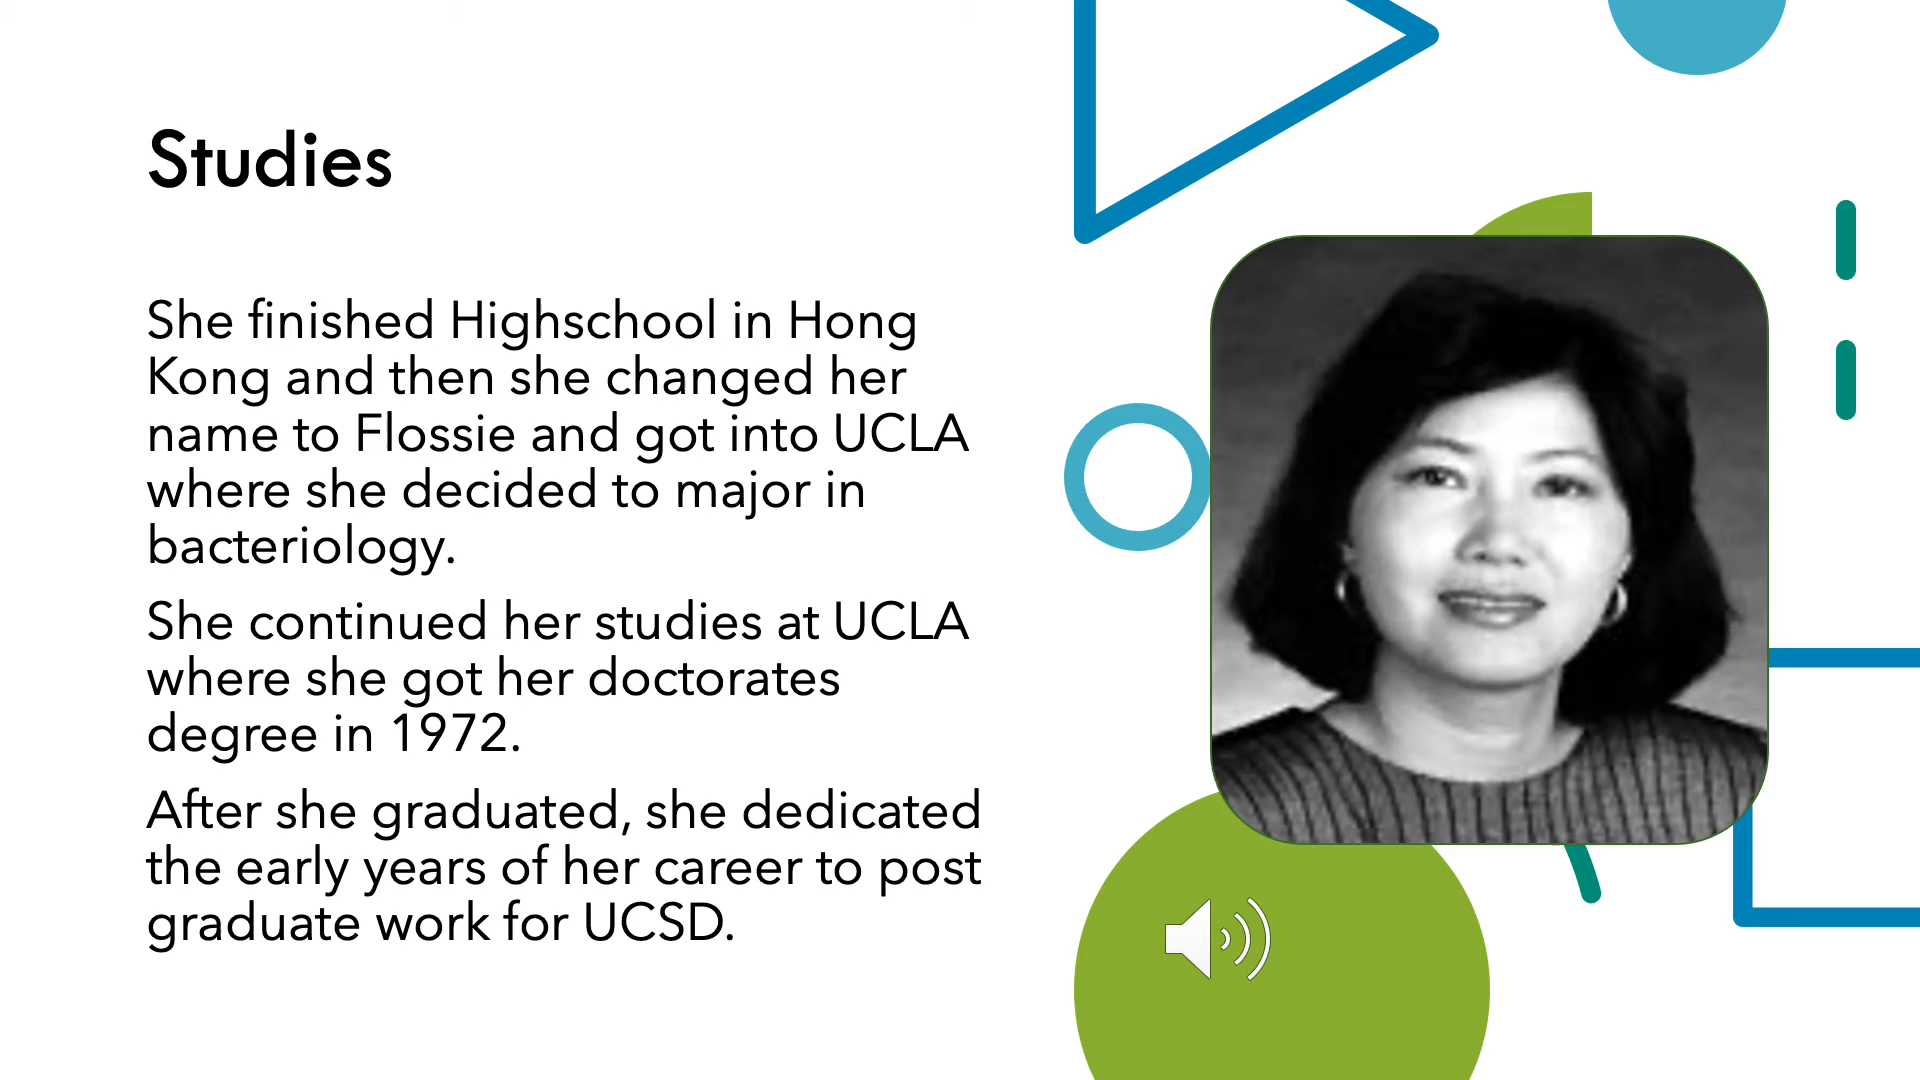 Studies
She finished Highschool in Hong
Kong and then she changed her
name to Flossie and got into UCLA
where she decided to major in
bacteriology.
She continued her studies at UCLA
where she got her doctorates
degree in 1972.
After she graduated, she dedicated
the early years of her career to post
graduate work for UCSD.